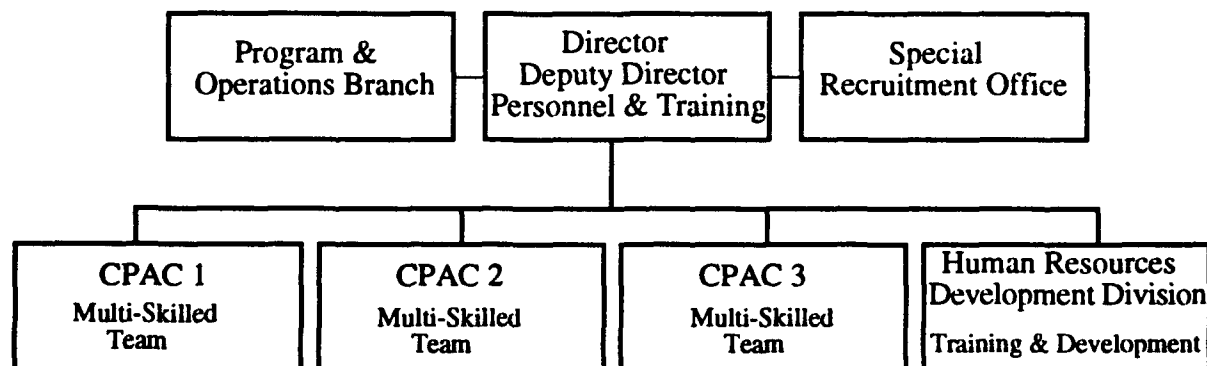 Program &
Operations Branch
Director
Deputy Director
Personnel & Training
Special
Recruitment Office
CPAC 1
Multi-Skilled
Team
CPAC 2
Multi-Skilled
Team
CPAC 3
Multi-Skilled
Team
Human Resources
Development Division
Training & Development